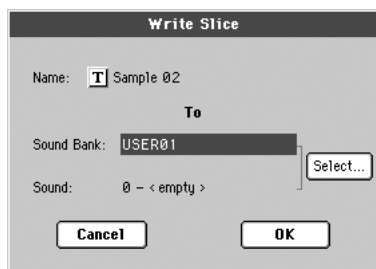 Write Slice
Name: T Sample 02
To
Sound Bank: USER01
Select...
Sound: 0 - < empty >
Cancel OK